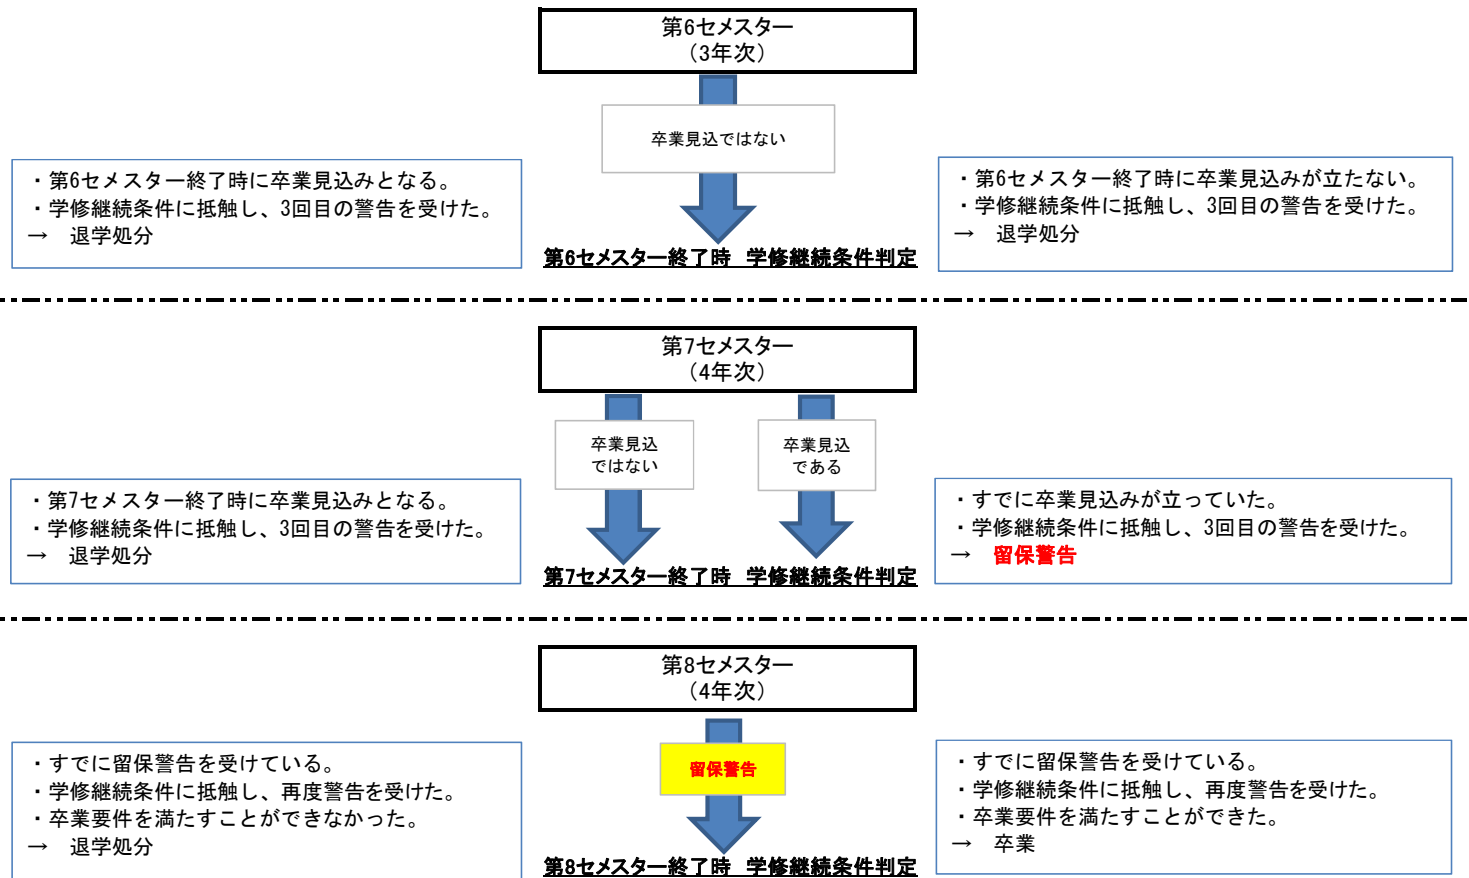 第6セメスター
（3年次）
卒業見込ではない
・第6セメスター終了時に卒業見込みとなる。
・学修継続条件に抵触し、3回目の警告を受けた。
→　退学処分
・第6セメスター終了時に卒業見込みが立たない。
・学修継続条件に抵触し、3回目の警告を受けた。
→　退学処分
第6セメスター終了時　学修継続条件判定
第7セメスター
（4年次）
卒業見込
ではない
卒業見込
である
・第7セメスター終了時に卒業見込みとなる。
・学修継続条件に抵触し、3回目の警告を受けた。
→　退学処分
・すでに卒業見込みが立っていた。
・学修継続条件に抵触し、3回目の警告を受けた。
→　留保警告
第7セメスター終了時　学修継続条件判定
第8セメスター
（4年次）
留保警告
・すでに留保警告を受けている。
・学修継続条件に抵触し、再度警告を受けた。
・卒業要件を満たすことができなかった。
→　退学処分
・すでに留保警告を受けている。
・学修継続条件に抵触し、再度警告を受けた。
・卒業要件を満たすことができた。
→　卒業
第8セメスター終了時　学修継続条件判定